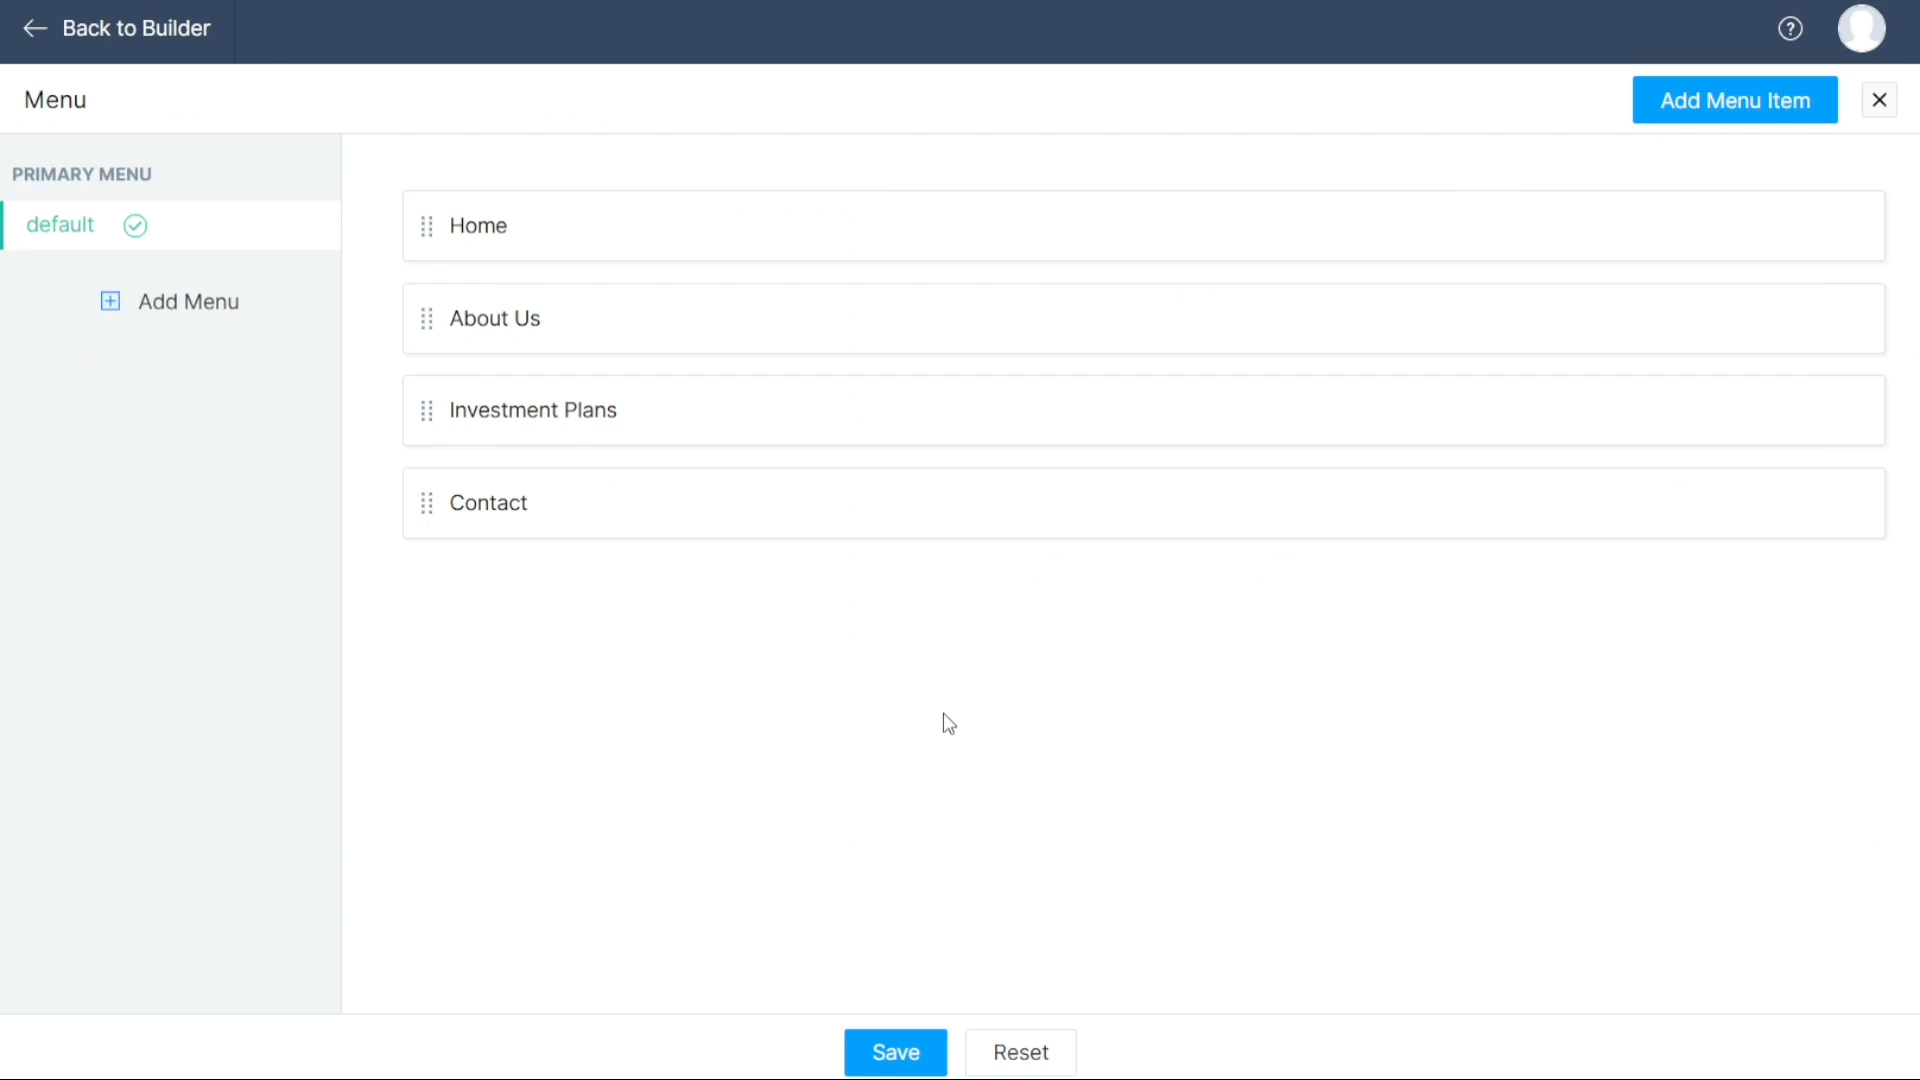 Back to Builder
Menu
Add Menu Item
PRIMARY MENU
default
Add Menu
Home
About Us
Investment Plans
Contact
Save
Reset